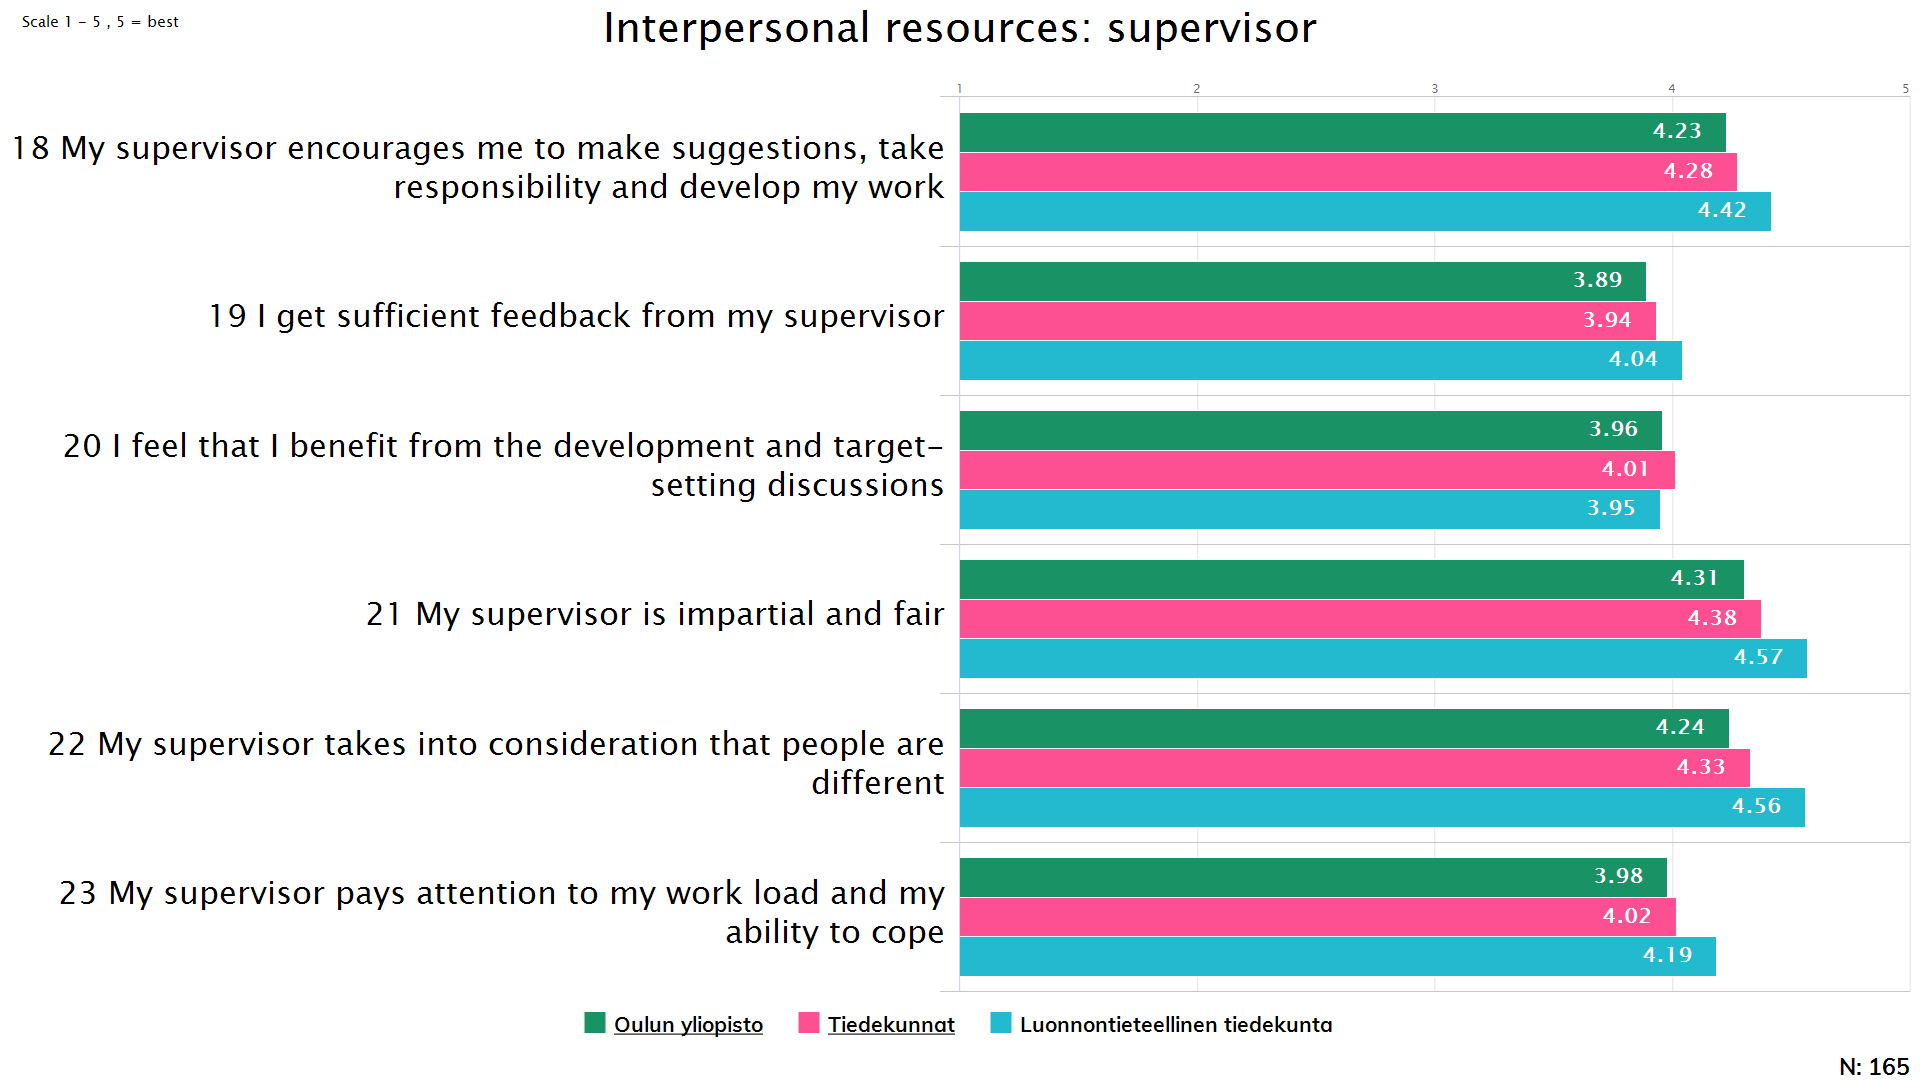 Scale 1 - 5 , 5 = best
Interpersonal resources: supervisor
1 2 3 4 5
18 My supervisor encourages me to make suggestions, take
responsibility and develop my work
4.23
4.28
4.42
19 I get sufficient feedback from my supervisor
3.89
3.94
4.04
20 I feel that I benefit from the development and target-
setting discussions
3.96
4.01
3.95
21 My supervisor is impartial and fair
4.31
4.38
4.57
22 My supervisor takes into consideration that people are
different
4.24
4.33
4.56
23 My supervisor pays attention to my work load and my
ability to cope
3.98
4.02
4.19
Oulun yliopisto Tiedekunnat Luonnontieteellinen tiedekunta
N: 165